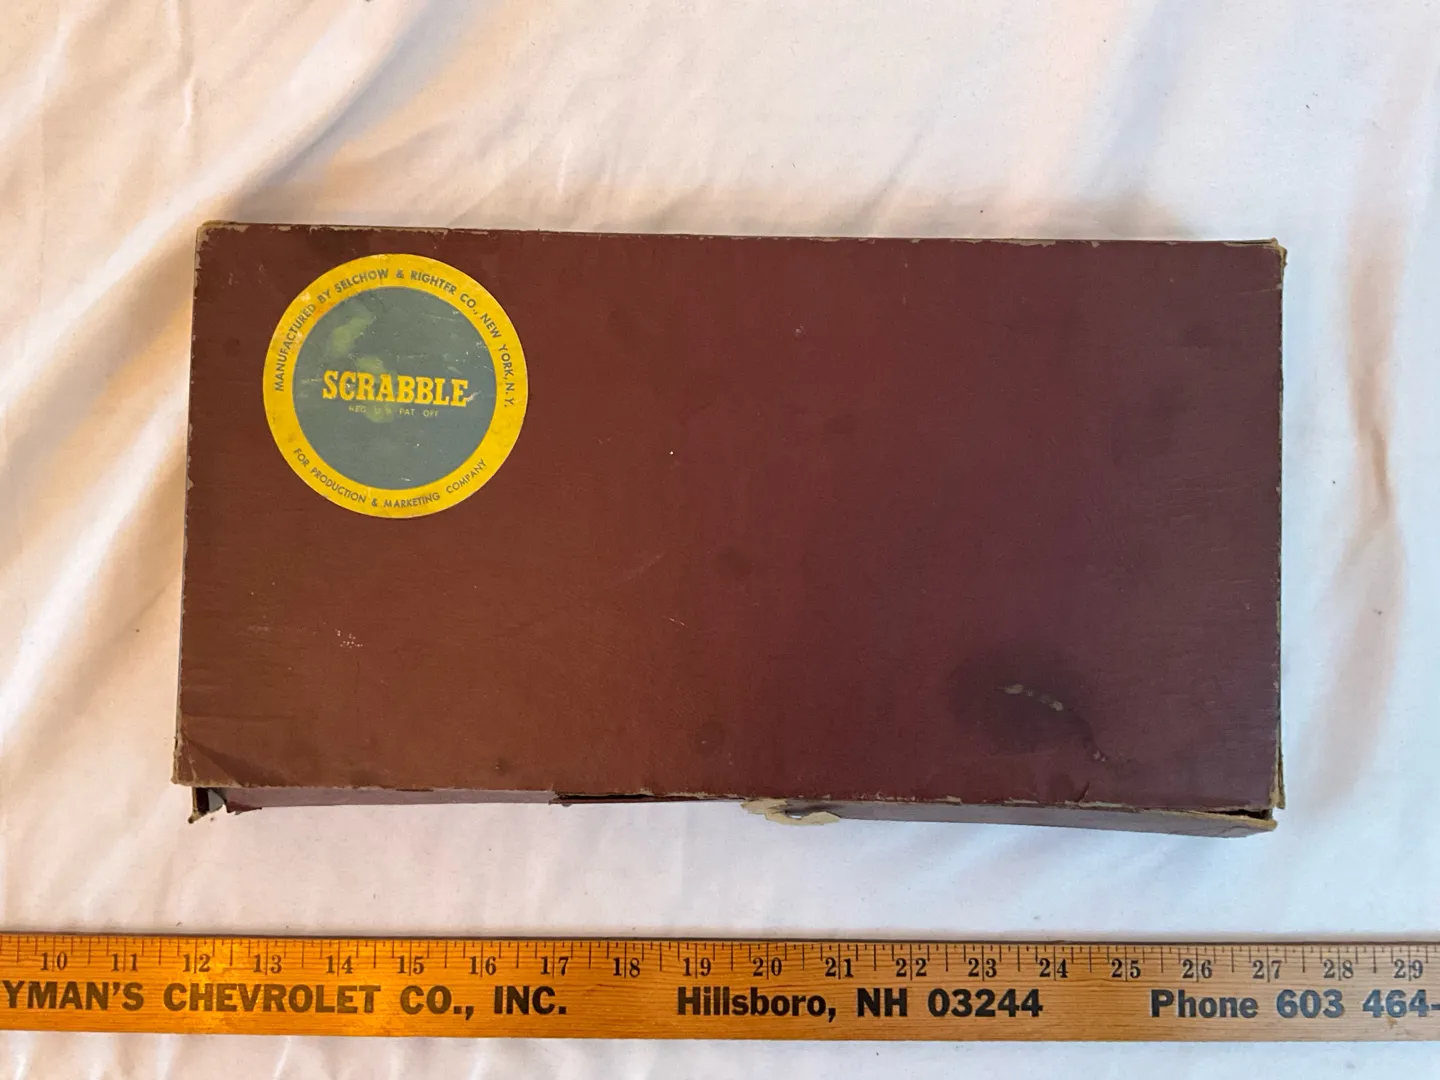 MANUFACTURED BY SELCHOW & RIGHTER CO., NEW YORK, N.Y.
SCRABBLE
REG. U. S. PAT. OFF.
FOR PRODUCTION & MARKETING COMPANY
10 11 12 13 14 15 16 17 18 19 20 21 22 23 24 25 26 27 28 29
YMAN'S CHEVROLET CO., INC. Hillsboro, NH 03244 Phone 603 464-